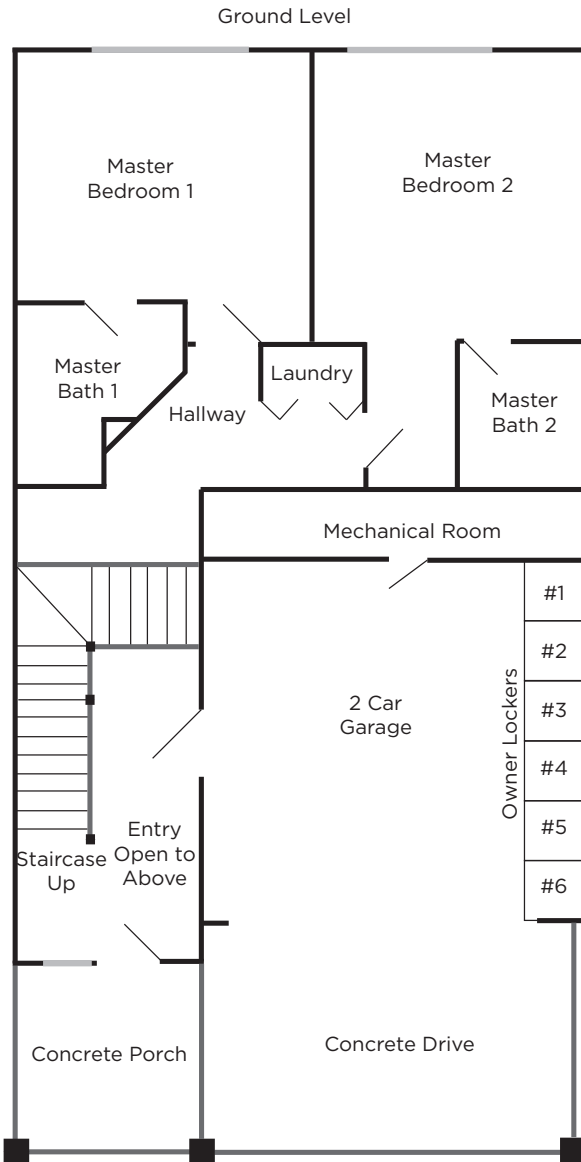 Ground Level
Master
Bedroom 1
Master
Bedroom 2
Master
Bath 1
Laundry
Hallway
Master
Bath 2
Mechanical Room
#1
#2
#3
#4
#5
#6
Owner Lockers
2 Car
Garage
Entry
Open to
Above
Staircase
Up
Concrete Porch
Concrete Drive